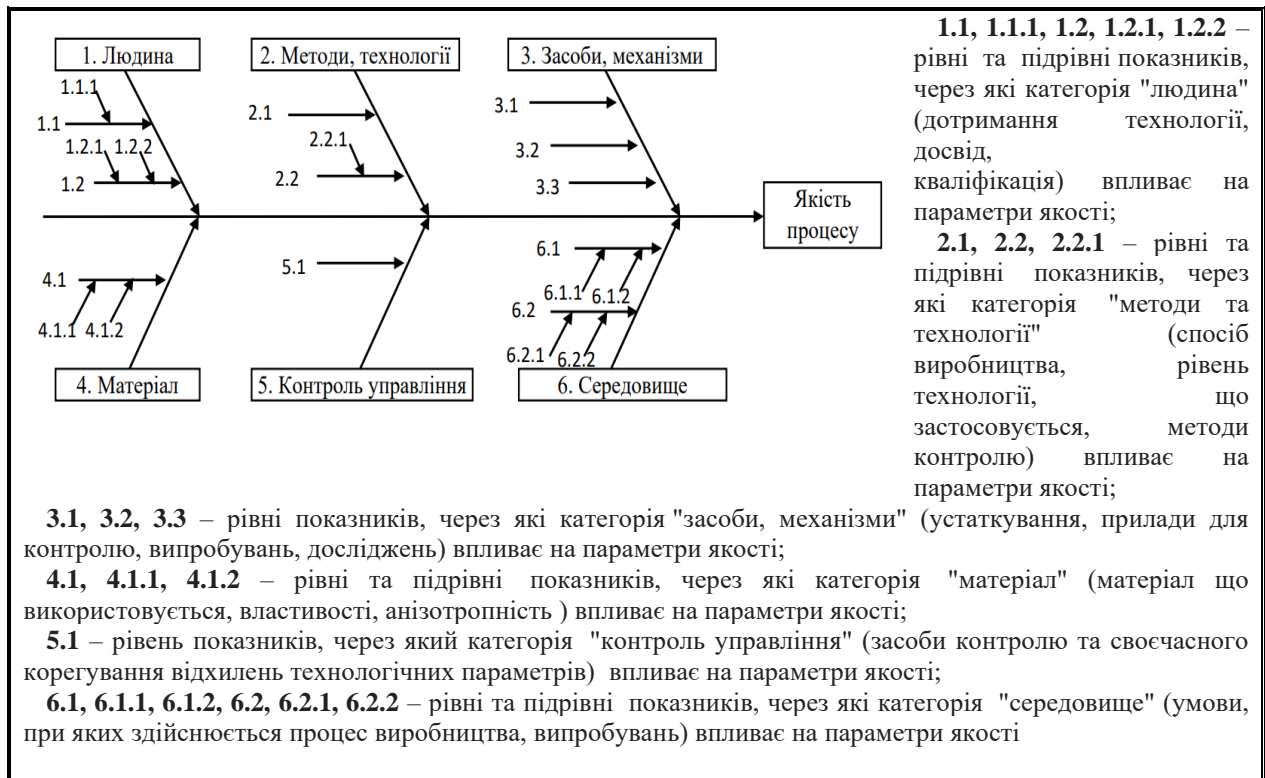 1. Людина
2. Методи, технології
3. Засоби, механізми
1.1.1
1.1
1.2.1
1.2.2
1.2
2.1
2.2.1
2.2
3.1
3.2
3.3
Якість
процесу
4.1
4.1.1
4.1.2
5.1
6.1
6.1.1
6.1.2
6.2
6.2.1
6.2.2
4. Матеріал
5. Контроль управління
6. Середовище
1.1, 1.1.1, 1.2, 1.2.1, 1.2.2 –
рівні та підрівні показників,
через які категорія "людина"
(дотримання технології,
досвід,
кваліфікація) впливає на
параметри якості;
2.1, 2.2, 2.2.1 – рівні та
підрівні показників, через
які категорія "методи та
технології" (спосіб
виробництва, рівень
технології, що
застосовується, методи
контролю) впливає на
параметри якості;
3.1, 3.2, 3.3 – рівні показників, через які категорія "засоби, механізми" (устаткування, прилади для
контролю, випробувань, досліджень) впливає на параметри якості;
4.1, 4.1.1, 4.1.2 – рівні та підрівні показників, через які категорія "матеріал" (матеріал що
використовується, властивості, анізотропність ) впливає на параметри якості;
5.1 – рівень показників, через який категорія "контроль управління" (засоби контролю та своєчасного
корегування відхилень технологічних параметрів) впливає на параметри якості;
6.1, 6.1.1, 6.1.2, 6.2, 6.2.1, 6.2.2 – рівні та підрівні показників, через які категорія "середовище" (умови,
при яких здійснюється процес виробництва, випробувань) впливає на параметри якості